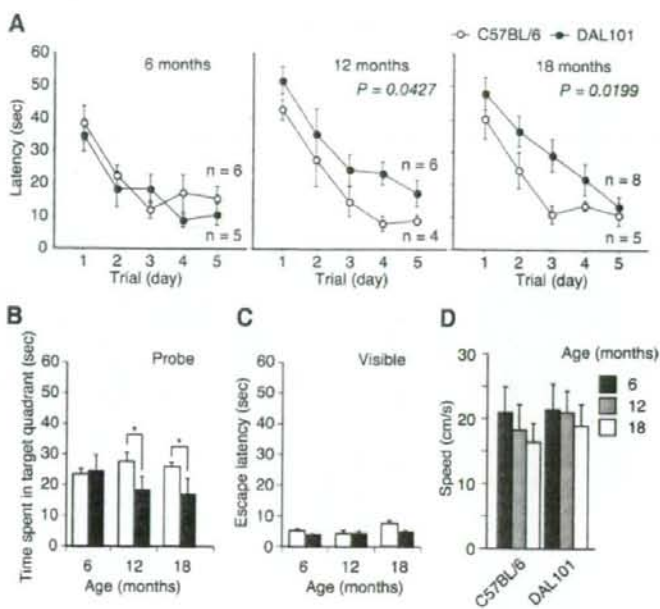 A
C57BL/6 DAL101
60
50
40
30
20
10
0
Latency (sec)
6 months
n = 6
n = 5
1 2 3 4 5
Trial (day)
12 months
P = 0.0427
n = 6
n = 4
1 2 3 4 5
Trial (day)
18 months
P = 0.0199
n = 8
n = 5
1 2 3 4 5
Trial (day)
B
Probe
Time spent in target quadrant (sec)
60
50
40
30
20
10
0
* *
6 12 18
Age (months)
C
Visible
Escape latency (sec)
60
50
40
30
20
10
0
6 12 18
Age (months)
D
Age (months)
6
12
18
Speed (cm/s)
30
20
10
0
C57BL/6
DAL101